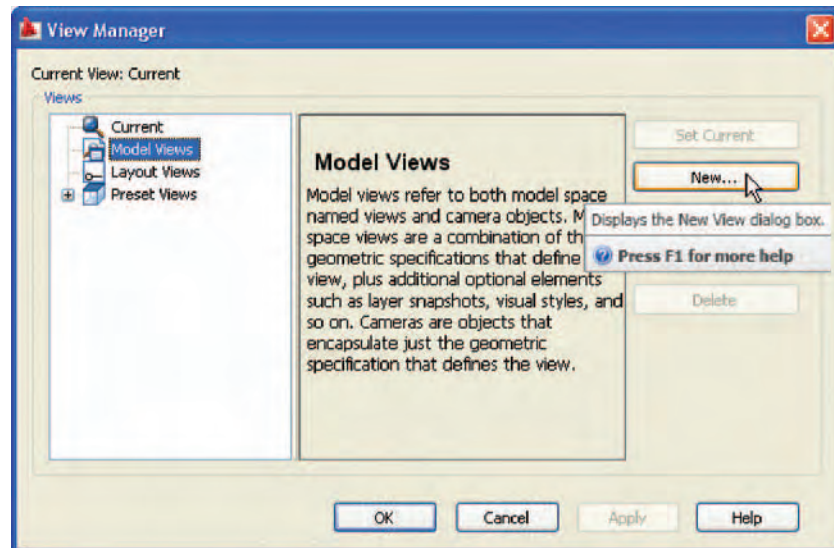 View Manager
Current View: Current
Views
Current
Model Views
Layout Views
Preset Views
Model Views
Model views refer to both model space
named views and camera objects. M
space views are a combination of th
geometric specifications that define
view, plus additional optional elements
such as layer snapshots, visual styles, and
so on. Cameras are objects that
encapsulate just the geometric
specification that defines the view.
Set Current
New...
Displays the New View dialog box.
Press F1 for more help
Delete
OK
Cancel
Apply
Help